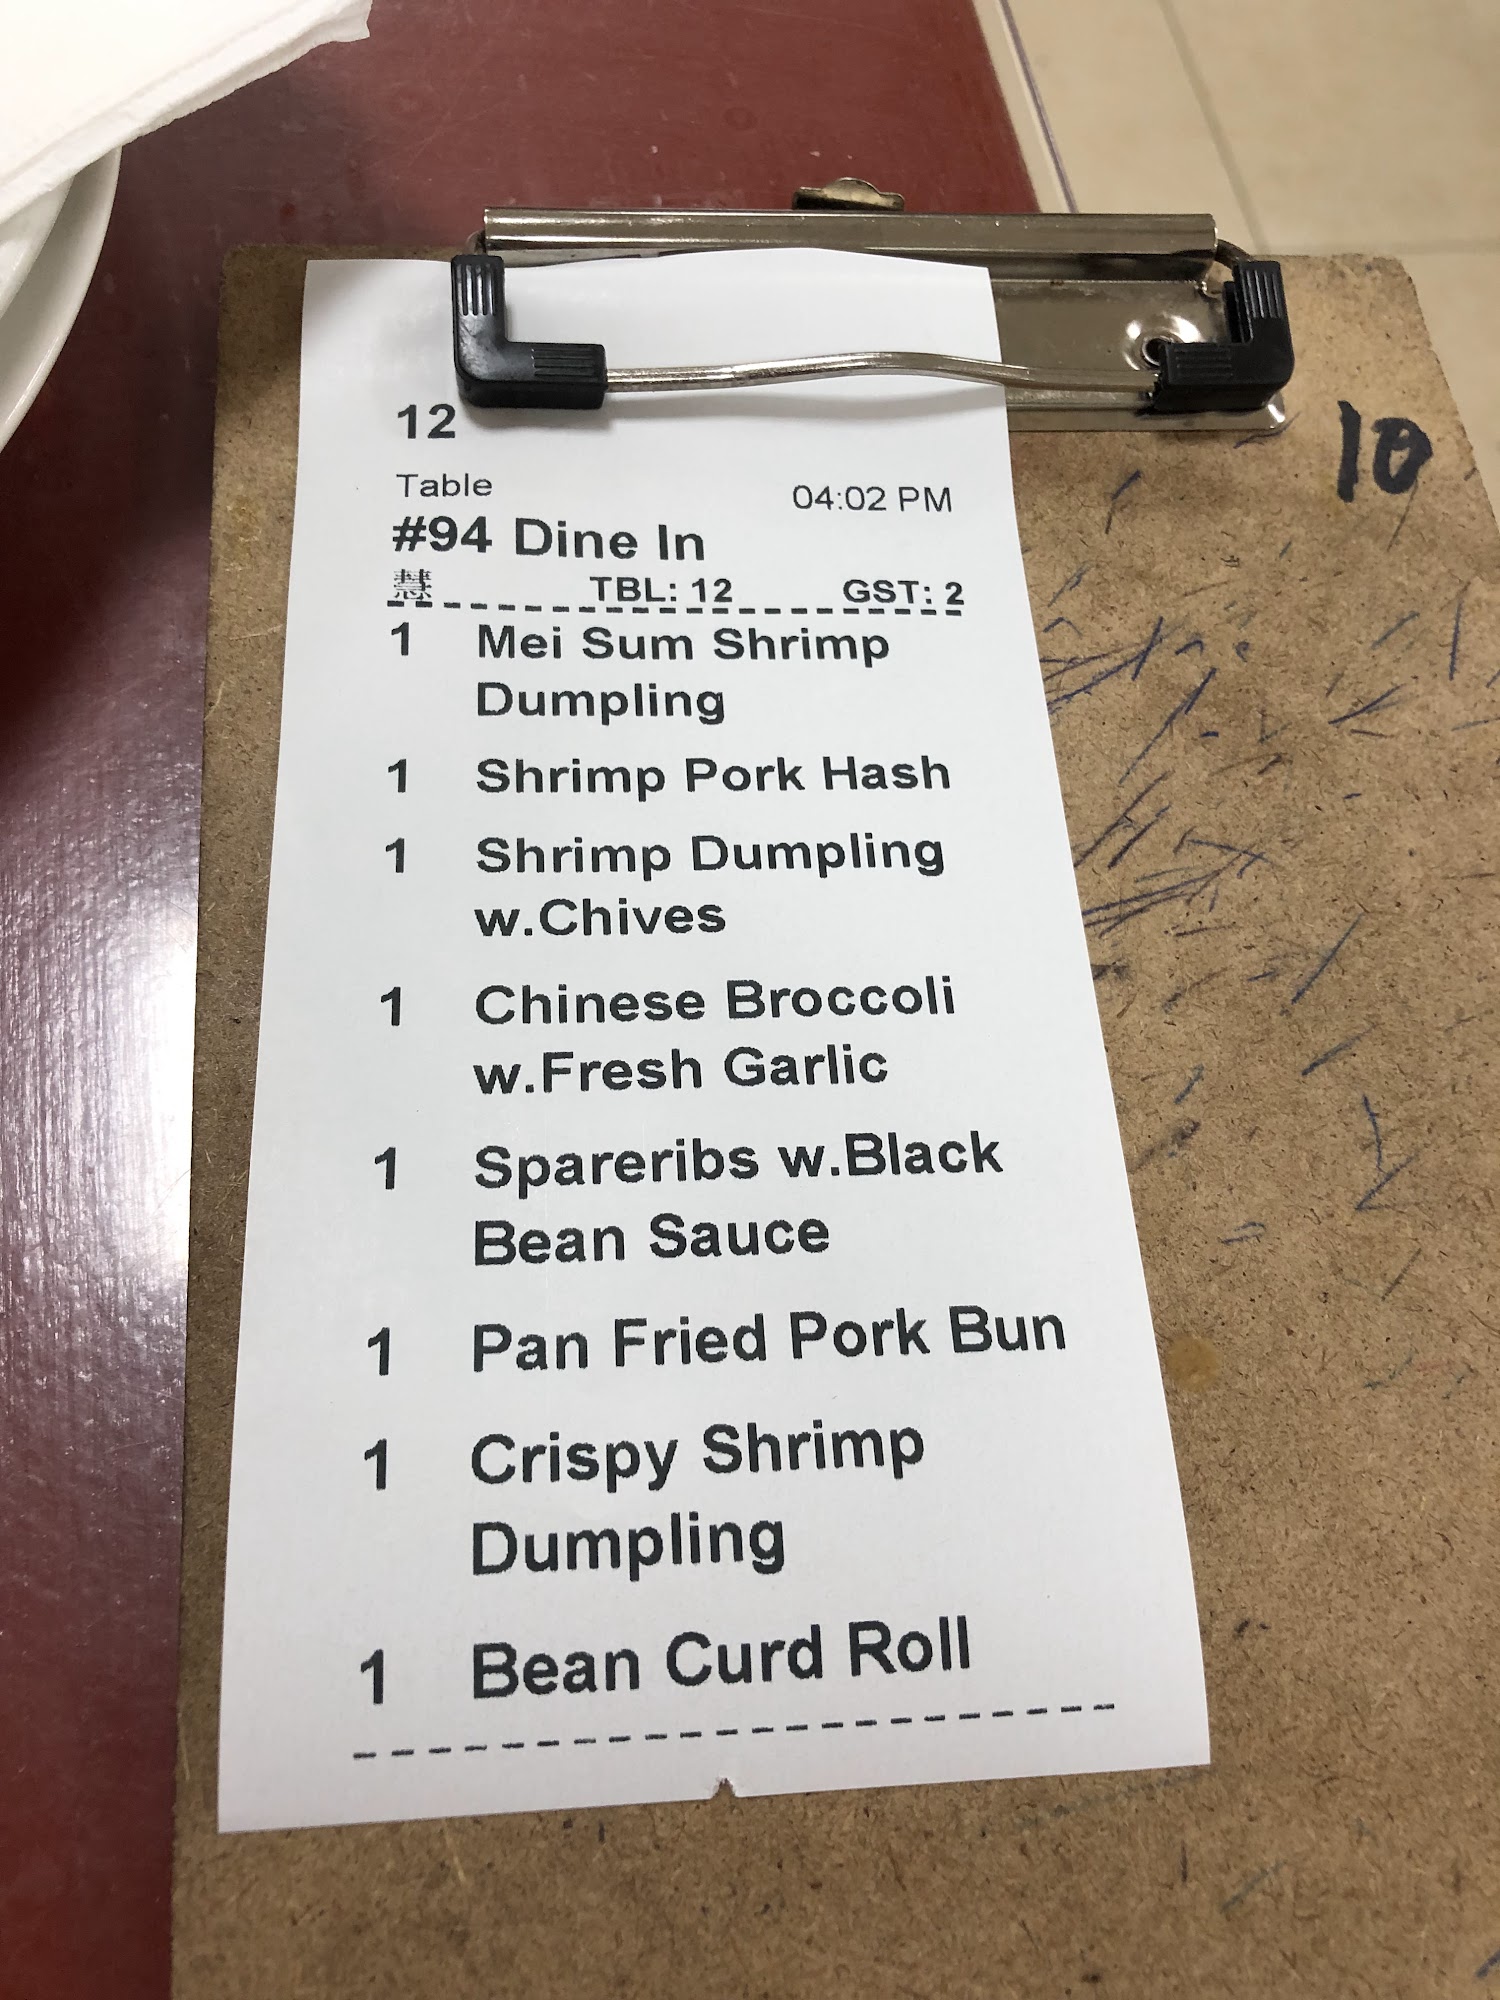 12
Table
04:02 PM
#94 Dine In
慧 TBL: 12 GST: 2
1 Mei Sum Shrimp
Dumpling
1 Shrimp Pork Hash
1 Shrimp Dumpling
w.Chives
1 Chinese Broccoli
w.Fresh Garlic
1 Spareribs w.Black
Bean Sauce
1 Pan Fried Pork Bun
1 Crispy Shrimp
Dumpling
1 Bean Curd Roll
10